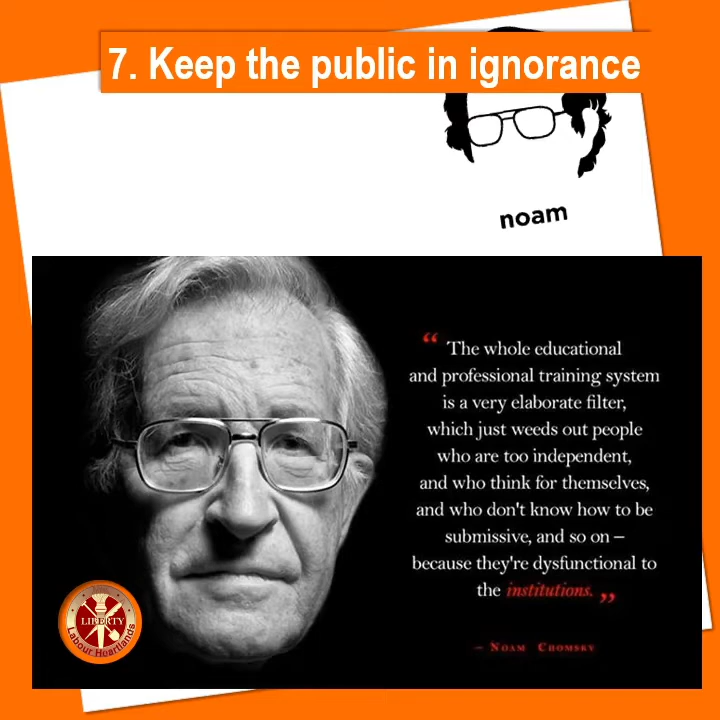 7. Keep the public in ignorance
noam
“ The whole educational
and professional training system
is a very elaborate filter,
which just weeds out people
who are too independent,
and who think for themselves,
and who don't know how to be
submissive, and so on –
because they're dysfunctional to
the institutions. ”
– Noam Chomsky
LIBERTY
Labour Heartlands